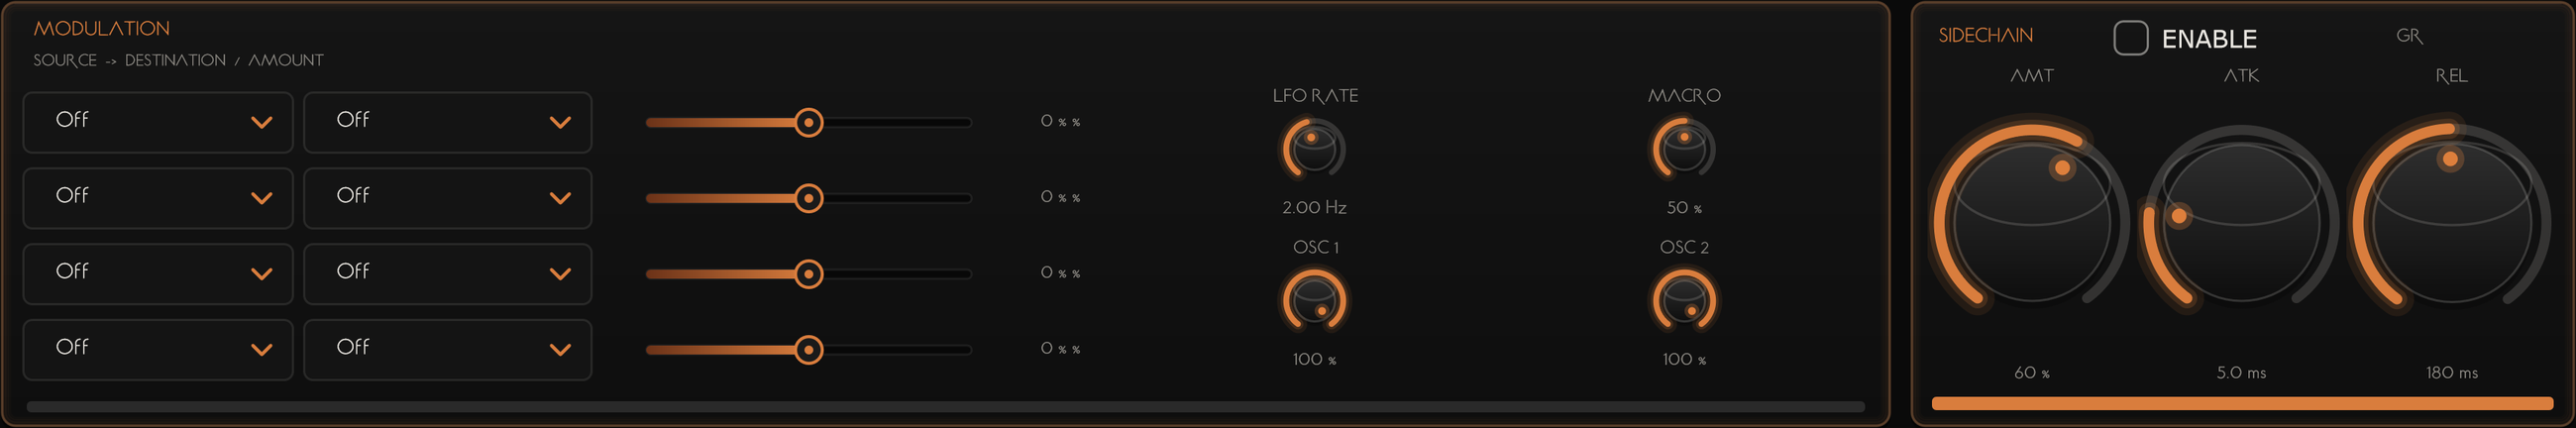 MODULATION
SOURCE -> DESTINATION / AMOUNT
Off Off 0 % %
Off Off 0 % %
Off Off 0 % %
Off Off 0 % %
LFO RATE MACRO
2.00 Hz 50 %
OSC 1 OSC 2
100 % 100 %
SIDECHAIN ENABLE GR
AMT ATK REL
60 % 5.0 ms 180 ms